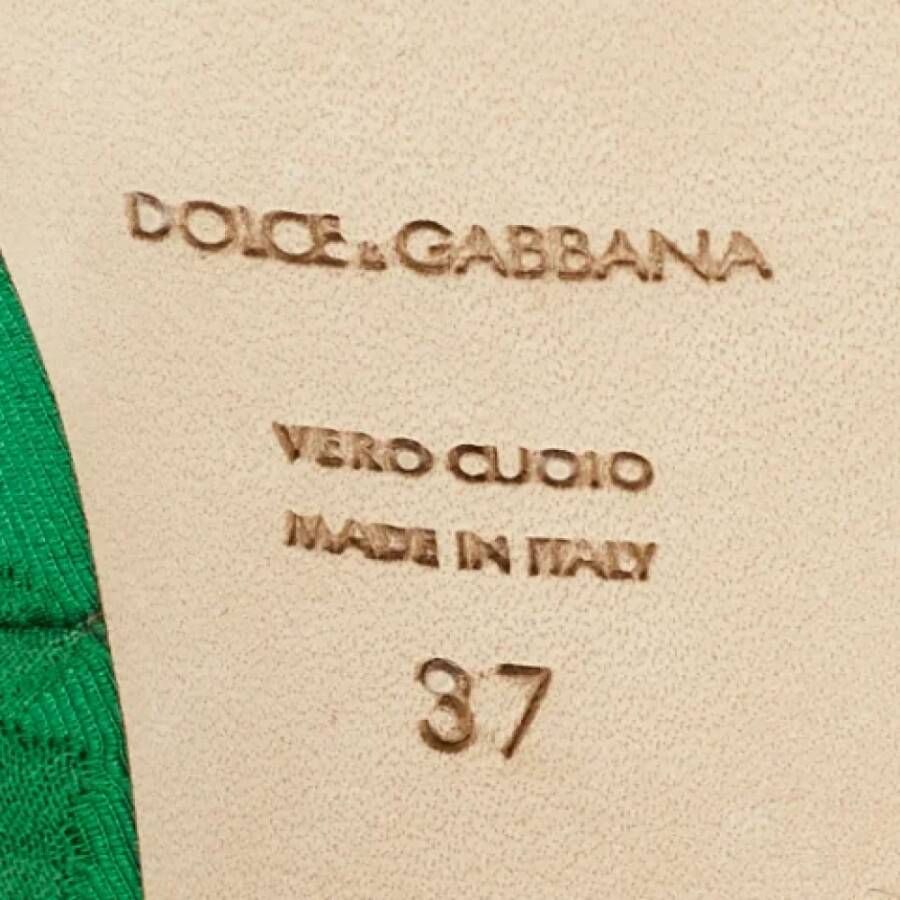 DOLCE & GABBANA
VERO CUOIO
MADE IN ITALY
37